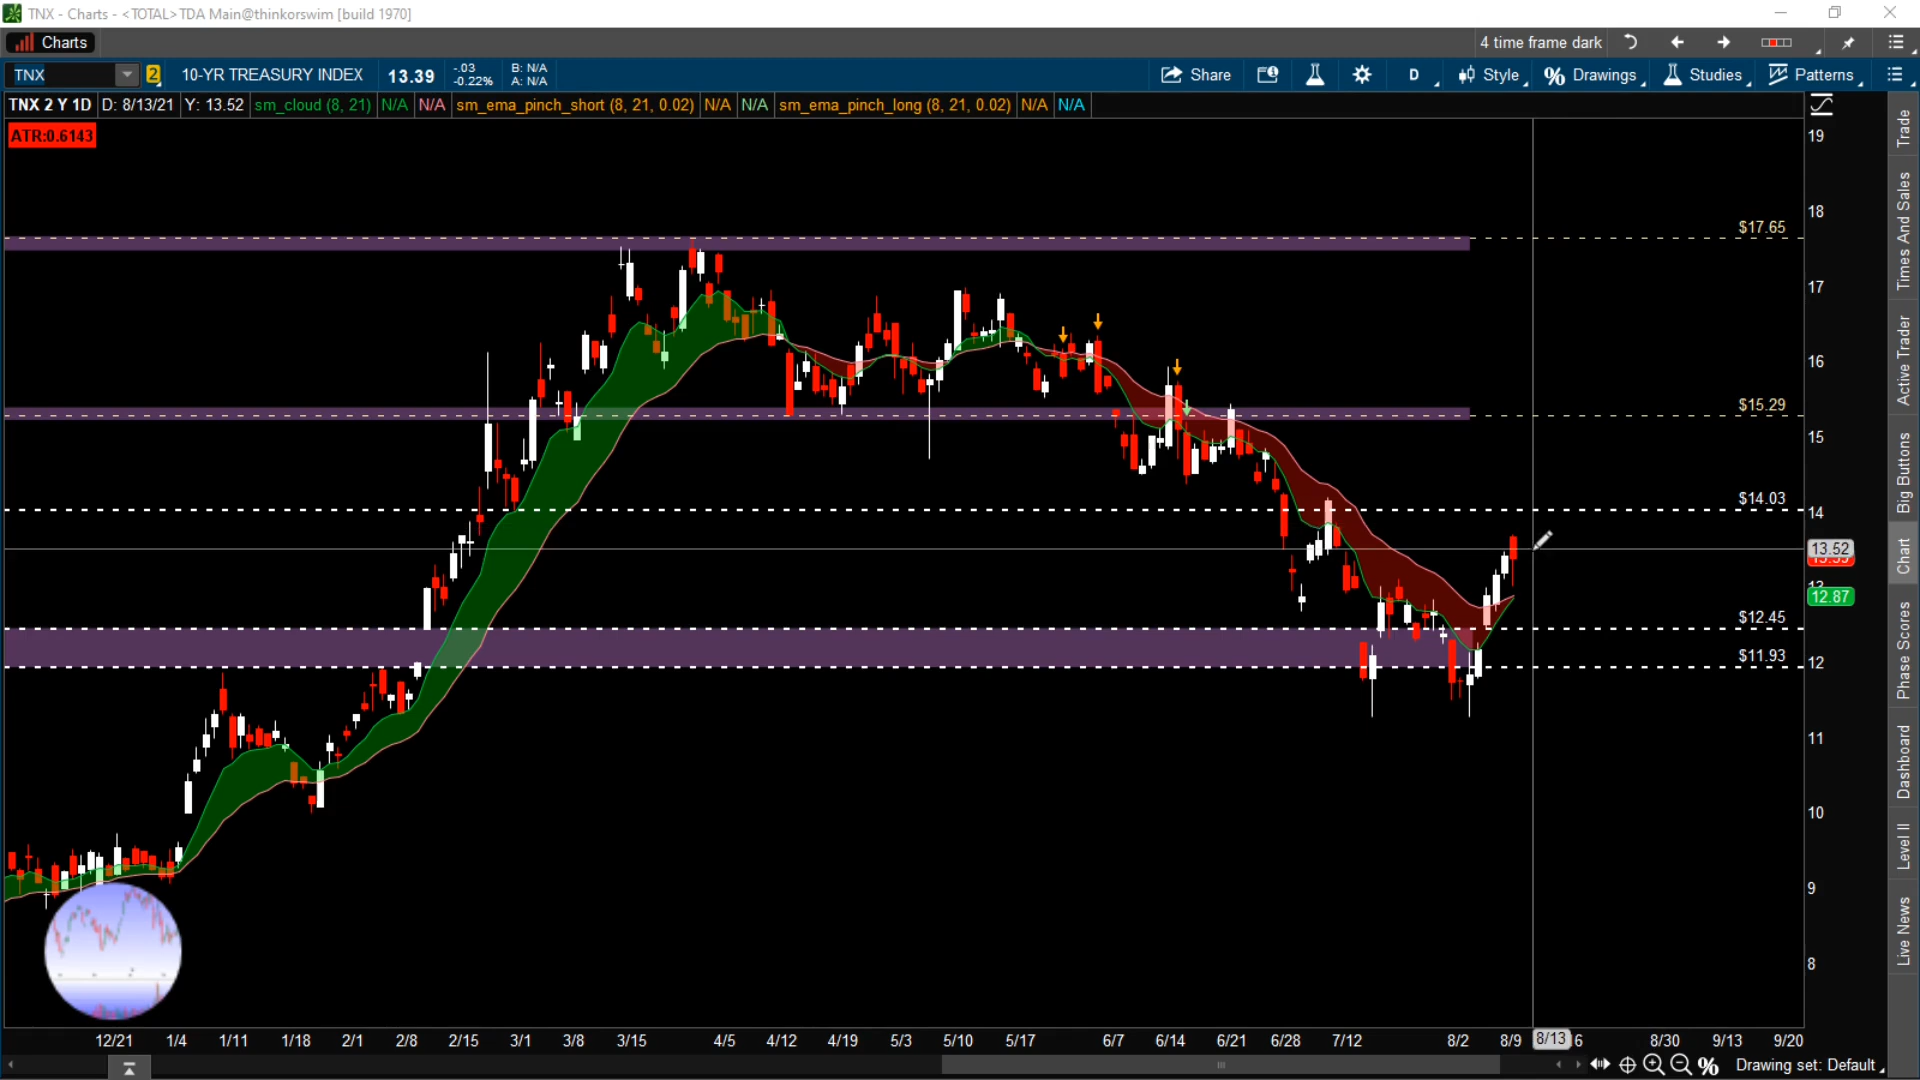 TNX - Charts - <TOTAL> TDA Main@thinkorswim [build 1970]
Charts
4 time frame dark
TNX
2
10-YR TREASURY INDEX
13.39
-.03
-0.22%
B: N/A
A: N/A
Share
D
Style
Drawings
Studies
Patterns
TNX 2 Y 1D
D: 8/13/21
Y: 13.52
sm_cloud (8, 21)
N/A
N/A
sm_ema_pinch_short (8, 21, 0.02)
N/A
N/A
sm_ema_pinch_long (8, 21, 0.02)
N/A
N/A
ATR:0.6143
19
18
$17.65
17
16
$15.29
15
$14.03
14
13.52
13.39
13
12.87
$12.45
12
$11.93
11
10
9
8
Trade
Times And Sales
Active Trader
Big Buttons
Chart
Phase Scores
Dashboard
Level II
Live News
12/21 1/4 1/11 1/18 2/1 2/8 2/15 3/1 3/8 3/15 4/5 4/12 4/19 5/3 5/10 5/17 6/7 6/14 6/21 6/28 7/12 8/2 8/9 8/13 6 8/30 9/13 9/20
Drawing set: Default